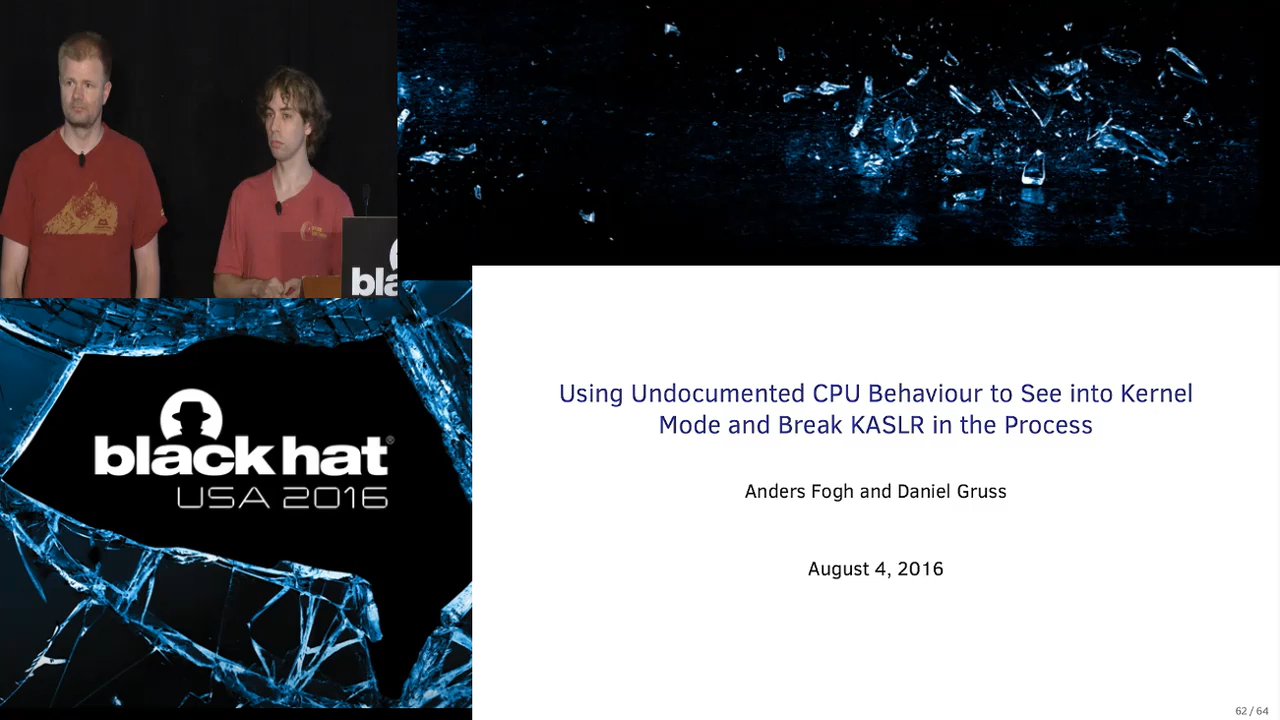 bla
black hat®
USA 2016
Using Undocumented CPU Behaviour to See into Kernel
Mode and Break KASLR in the Process
Anders Fogh and Daniel Gruss
August 4, 2016
62 / 64